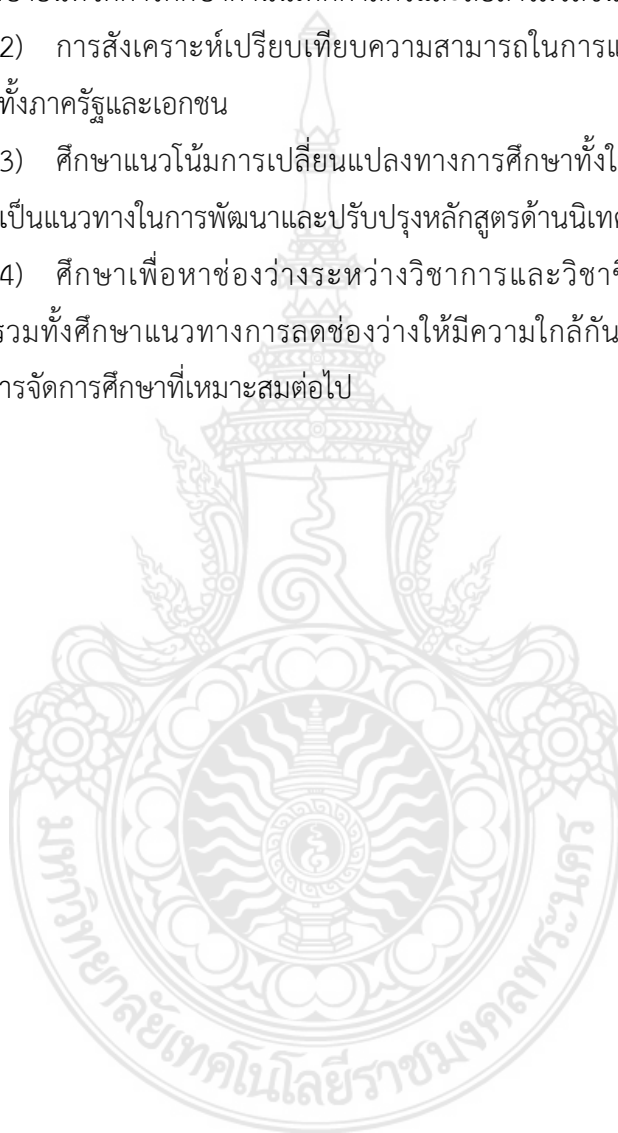 2) การสังเคราะห์เปรียบเทียบความสามารถในการแ
ทั้งภาครัฐและเอกชน
3) ศึกษาแนวโน้มการเปลี่ยนแปลงทางการศึกษาทั้งใ
เป็นแนวทางในการพัฒนาและปรับปรุงหลักสูตรด้านนิเท
4) ศึกษาเพื่อหาช่องว่างระหว่างวิชาการและวิชาชี
รวมทั้งศึกษาแนวทางการลดช่องว่างให้มีความใกล้กัน
ารจัดการศึกษาที่เหมาะสมต่อไป
มหาวิทยาลัยเทคโนโลยีราชมงคลพระนคร